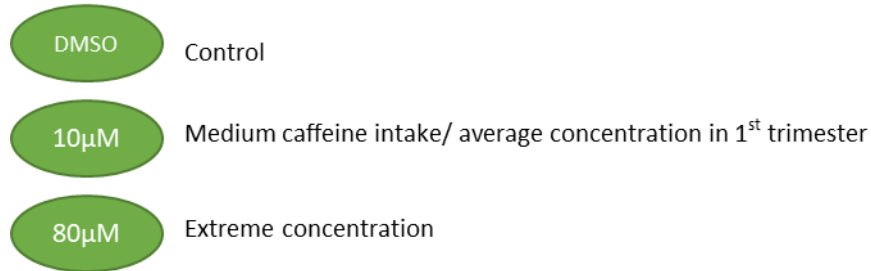 DMSO Control
10µM Medium caffeine intake/ average concentration in 1st trimester
80µM Extreme concentration